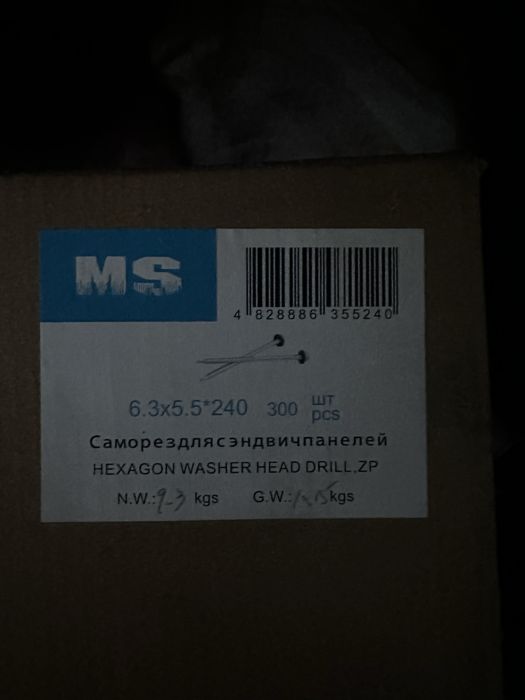 MS
4 828886 355240
6.3x5.5*240 300 шт pcs
Саморездлясэндвичпанелей
HEXAGON WASHER HEAD DRILL,ZP
N.W.: kgs G.W.: kgs